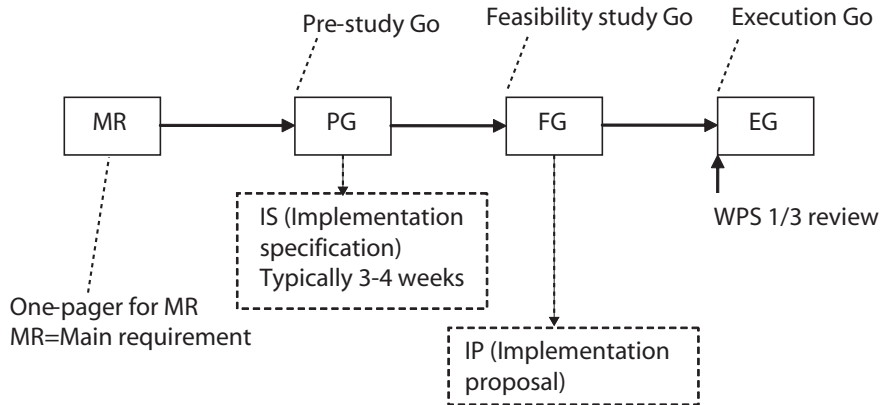 Pre-study Go
Feasibility study Go
Execution Go
MR
PG
FG
EG
IS (Implementation
specification)
Typically 3-4 weeks
WPS 1/3 review
One-pager for MR
MR=Main requirement
IP (Implementation
proposal)